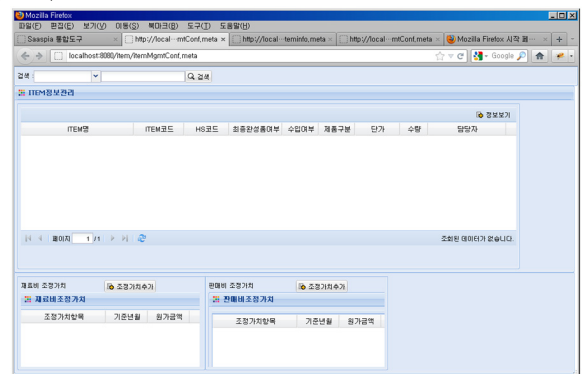 Mozilla Firefox
파일(F) 편집(E) 보기(V) 이동(S) 북마크(B) 도구(T) 도움말(H)
Saaspia 통합도구 × http://local…mtConf,meta × http://local…teminfo,meta × http://local…mtConf,meta × Mozilla Firefox 시작 페… × +
localhost:8080/item/itemMgmtConf,meta Google
검색 : 검색
ITEM정보관리
정보보기
ITEM명 ITEM코드 HS코드 최종완성품여부 수입여부 제품구분 단가 수량 담당자
페이지 1 /1 조회된 데이터가 없습니다.
재료비 조정가치 조정가치추가 판매비 조정가치 조정가치추가
재료비조정가치 판매비조정가치
조정가치항목 기준년월 원가금액 조정가치항목 기준년월 원가금액